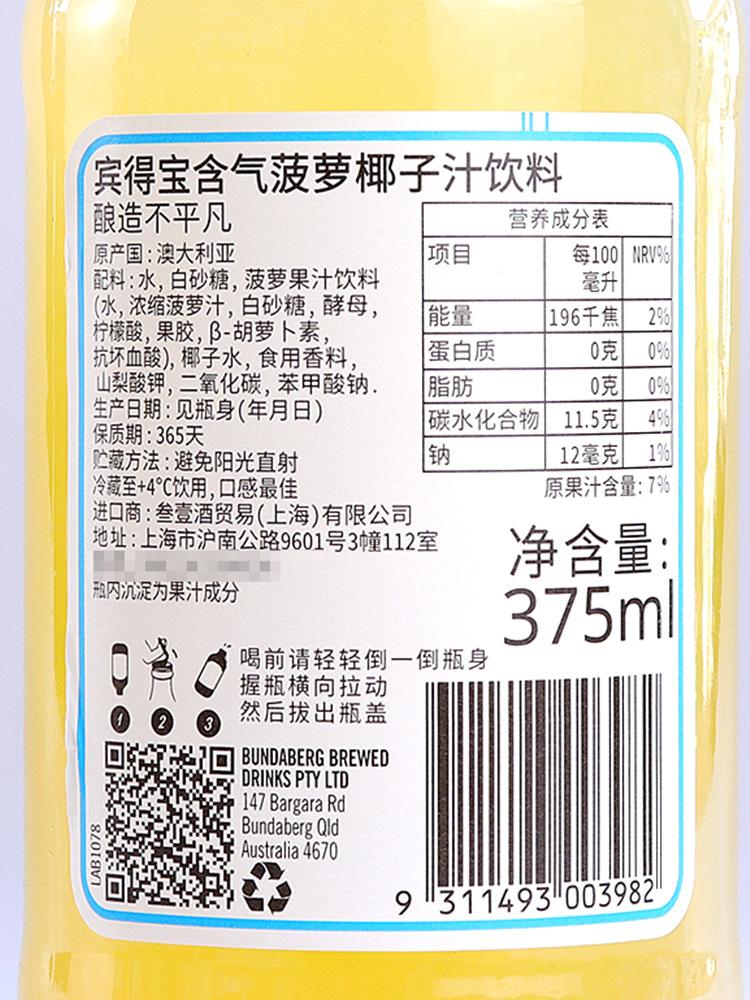 宾得宝含气菠萝椰子汁饮料
酿造不平凡
原产国：澳大利亚
配料：水，白砂糖，菠萝果汁饮料
(水，浓缩菠萝汁，白砂糖，酵母，
柠檬酸，果胶，β-胡萝卜素，
抗坏血酸)，椰子水，食用香料，
山梨酸钾，二氧化碳，苯甲酸钠.
生产日期：见瓶身(年月日)
保质期：365天
贮藏方法：避免阳光直射
冷藏至+4°C饮用，口感最佳
进口商：叁壹酒贸易(上海)有限公司
地址：上海市沪南公路9601号3幢112室
瓶内沉淀为果汁成分
营养成分表
项目 每100毫升 NRV%
能量 196千焦 2%
蛋白质 0克 0%
脂肪 0克 0%
碳水化合物 11.5克 4%
钠 12毫克 1%
原果汁含量：7%
净含量：
375ml
喝前请轻轻倒一倒瓶身
握瓶横向拉动
然后拔出瓶盖
1 2 3
BUNDABERG BREWED
DRINKS PTY LTD
147 Bargara Rd
Bundaberg Qld
Australia 4670
LAB1078
9 311493 003982